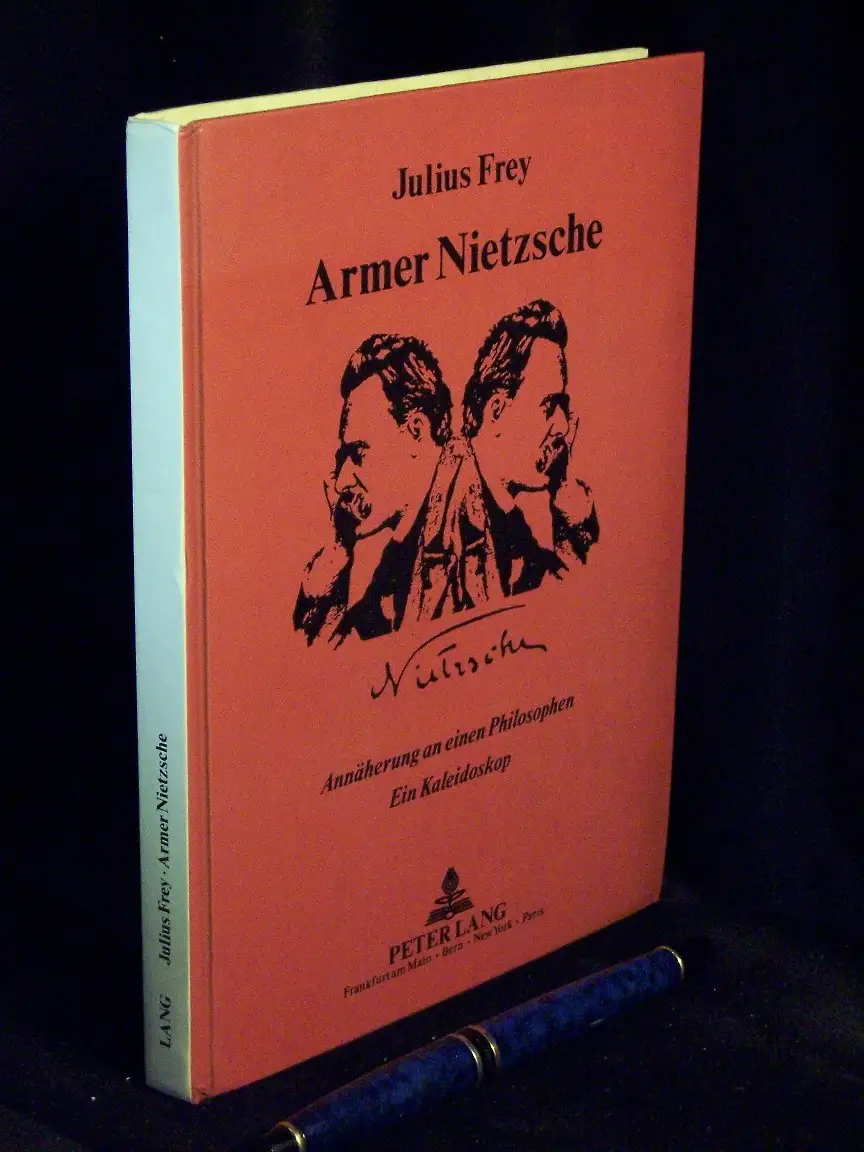 Julius Frey
Armer Nietzsche
Nietzsche
Annäherung an einen Philosophen
Ein Kaleidoskop
PETER LANG
Frankfurt am Main · Bern · New York · Paris
LANG Julius Frey · Armer Nietzsche